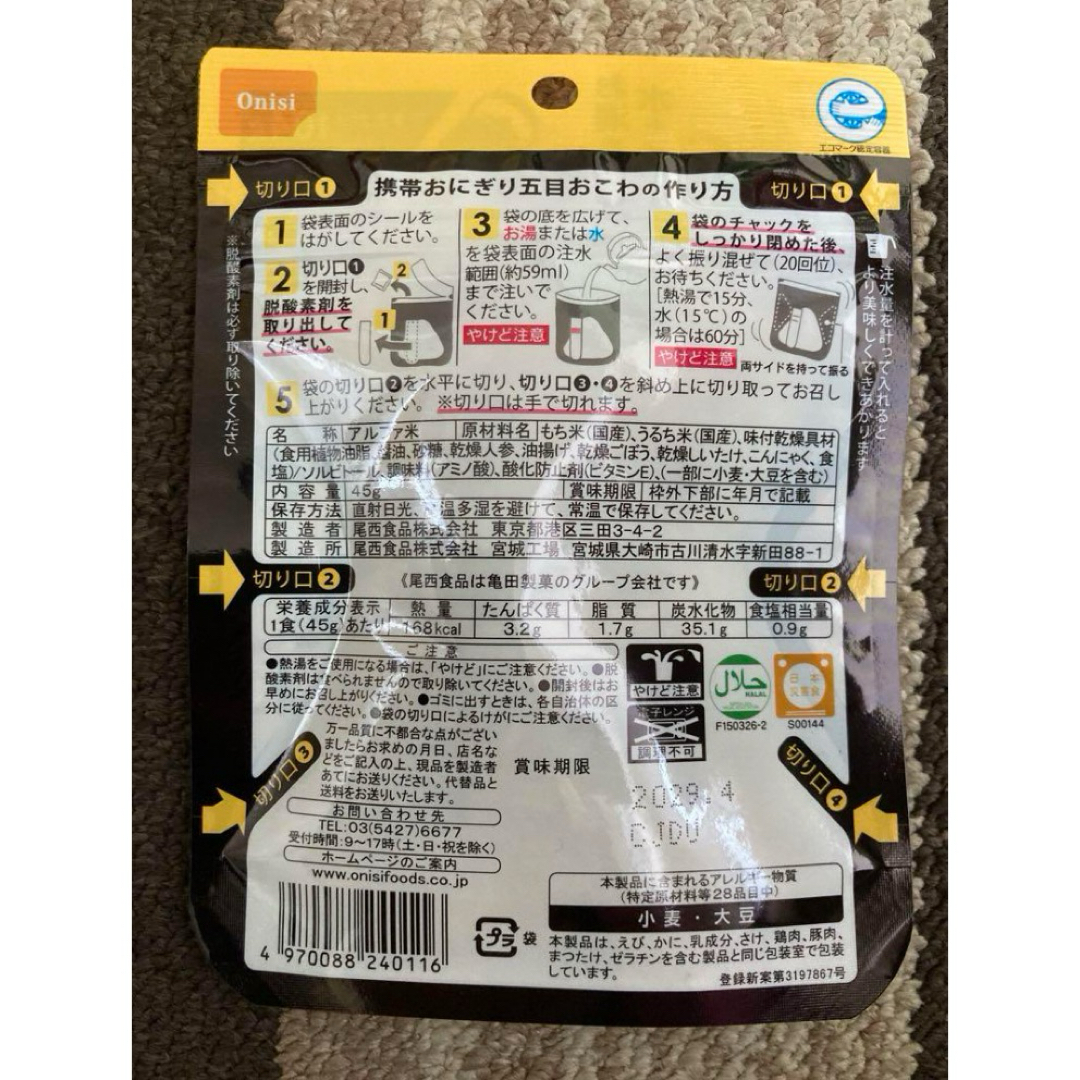 Onisi
エコマーク認定容器
切り口❶
携帯おにぎり五目おこわの作り方
切り口❶
1 袋表面のシールを
はがしてください。
2 切り口❶
を開封し、
脱酸素剤を
取り出して
ください。
2
1
3 袋の底を広げて、
お湯または水
を袋表面の注水
範囲(約59ml)
まで注いで
ください。
やけど注意
4 袋のチャックを
しっかり閉めた後、
よく振り混ぜて(20回位)、
お待ちください。
[熱湯で15分、
水(15℃)の
場合は60分]
やけど注意
両サイドを持って振る
5 袋の切り口❷を水平に切り、切り口❸・❹を斜め上に切り取ってお召し
上がりください。※切り口は手で切れます。
※脱酸素剤は必ず取り除いてください
注水量を計って入れると、
より美味しくできあがります
名称 アルファ米 原材料名 もち米(国産)、うるち米(国産)、味付乾燥具材
(食用植物油脂、醤油、砂糖、乾燥人参、油揚げ、乾燥ごぼう、乾燥しいたけ、こんにゃく、食
塩)/ソルビトール、調味料(アミノ酸)、酸化防止剤(ビタミンE)、(一部に小麦・大豆を含む)
内容量 45g 賞味期限 枠外下部に年月で記載
保存方法 直射日光、高温多湿を避けて、常温で保存してください。
製造者 尾西食品株式会社 東京都港区三田3-4-2
製造所 尾西食品株式会社 宮城工場 宮城県大崎市古川清水字新田88-1
切り口❷
《尾西食品は亀田製菓のグループ会社です》
切り口❷
栄養成分表示 熱量 たんぱく質 脂質 炭水化物 食塩相当量
1食(45g)あたり 168kcal 3.2g 1.7g 35.1g 0.9g
ご注意
●熱湯をご使用になる場合は、「やけど」にご注意ください。●脱
酸素剤は食べられませんので取り除いてください。●開封後はお
早めにお召し上がりください。●ゴミに出すときは、各自治体の区
分に従ってください。●袋の切り口によるけがにご注意ください。
やけど注意
電子レンジ
調理不可
حلال
HALAL
F150326-2
日本
災害食
S00144
切り口❸
万一品質に不都合な点がござい
ましたらお求めの月日、店名な
どをご記入の上、現品を製造者
あてにお送りください。代替品と
送料をお送りいたします。
お問い合わせ先
TEL:03(5427)6677
受付時間:9～17時(土・日・祝を除く)
ホームページのご案内
www.onisifoods.co.jp
賞味期限
2029.4
切り口❹
4 970088 240116
プラ
袋
本製品に含まれるアレルギー物質
(特定原材料等28品目中)
小麦・大豆
本製品は、えび、かに、乳成分、さけ、鶏肉、豚肉、
まつたけ、ゼラチンを含む製品と同じ包装室で包装
しています。
登録新案第3197867号